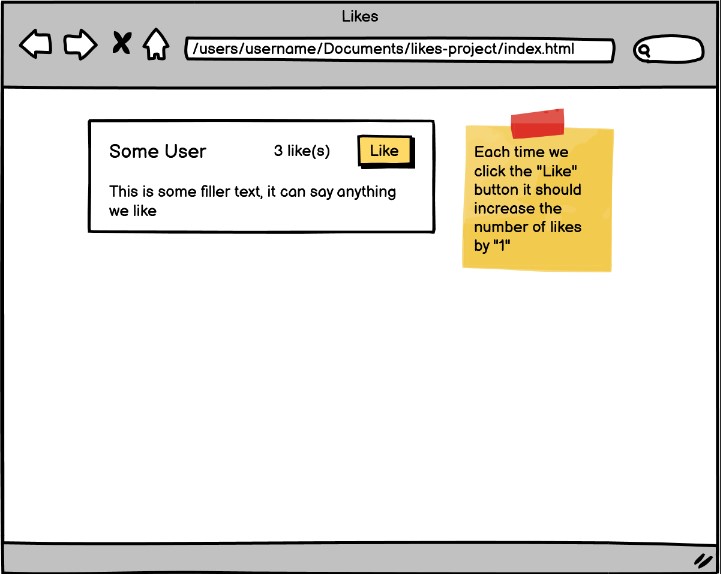 Likes
/users/username/Documents/likes-project/index.html
Some User
3 like(s)
Like
This is some filler text, it can say anything
we like
Each time we
click the "Like"
button it should
increase the
number of likes
by "1"